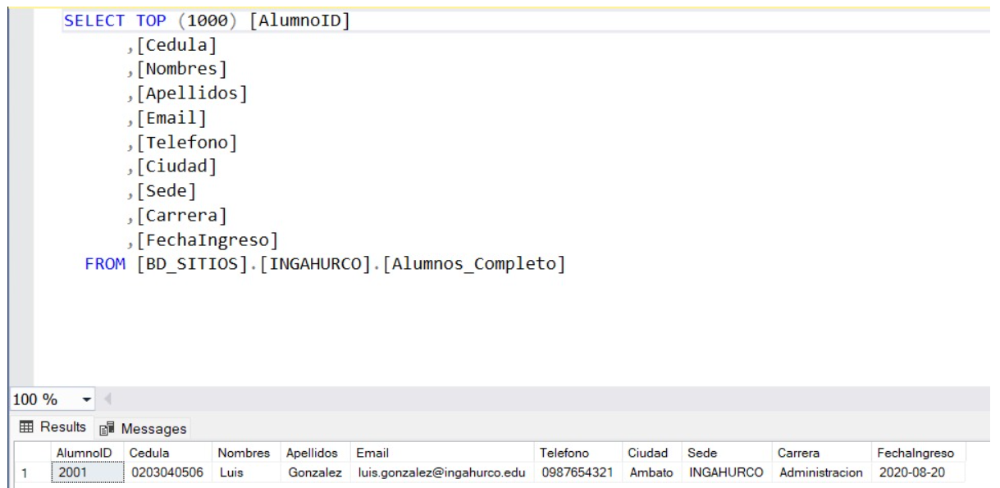 SELECT TOP (1000) [AlumnoID]
,[Cedula]
,[Nombres]
,[Apellidos]
,[Email]
,[Telefono]
,[Ciudad]
,[Sede]
,[Carrera]
,[FechaIngreso]
FROM [BD_SITIOS].[INGAHURCO].[Alumnos_Completo]
100 %
Results Messages
AlumnoID Cedula Nombres Apellidos Email Telefono Ciudad Sede Carrera FechaIngreso
1 2001 0203040506 Luis Gonzalez luis.gonzalez@ingahurco.edu 0987654321 Ambato INGAHURCO Administracion 2020-08-20